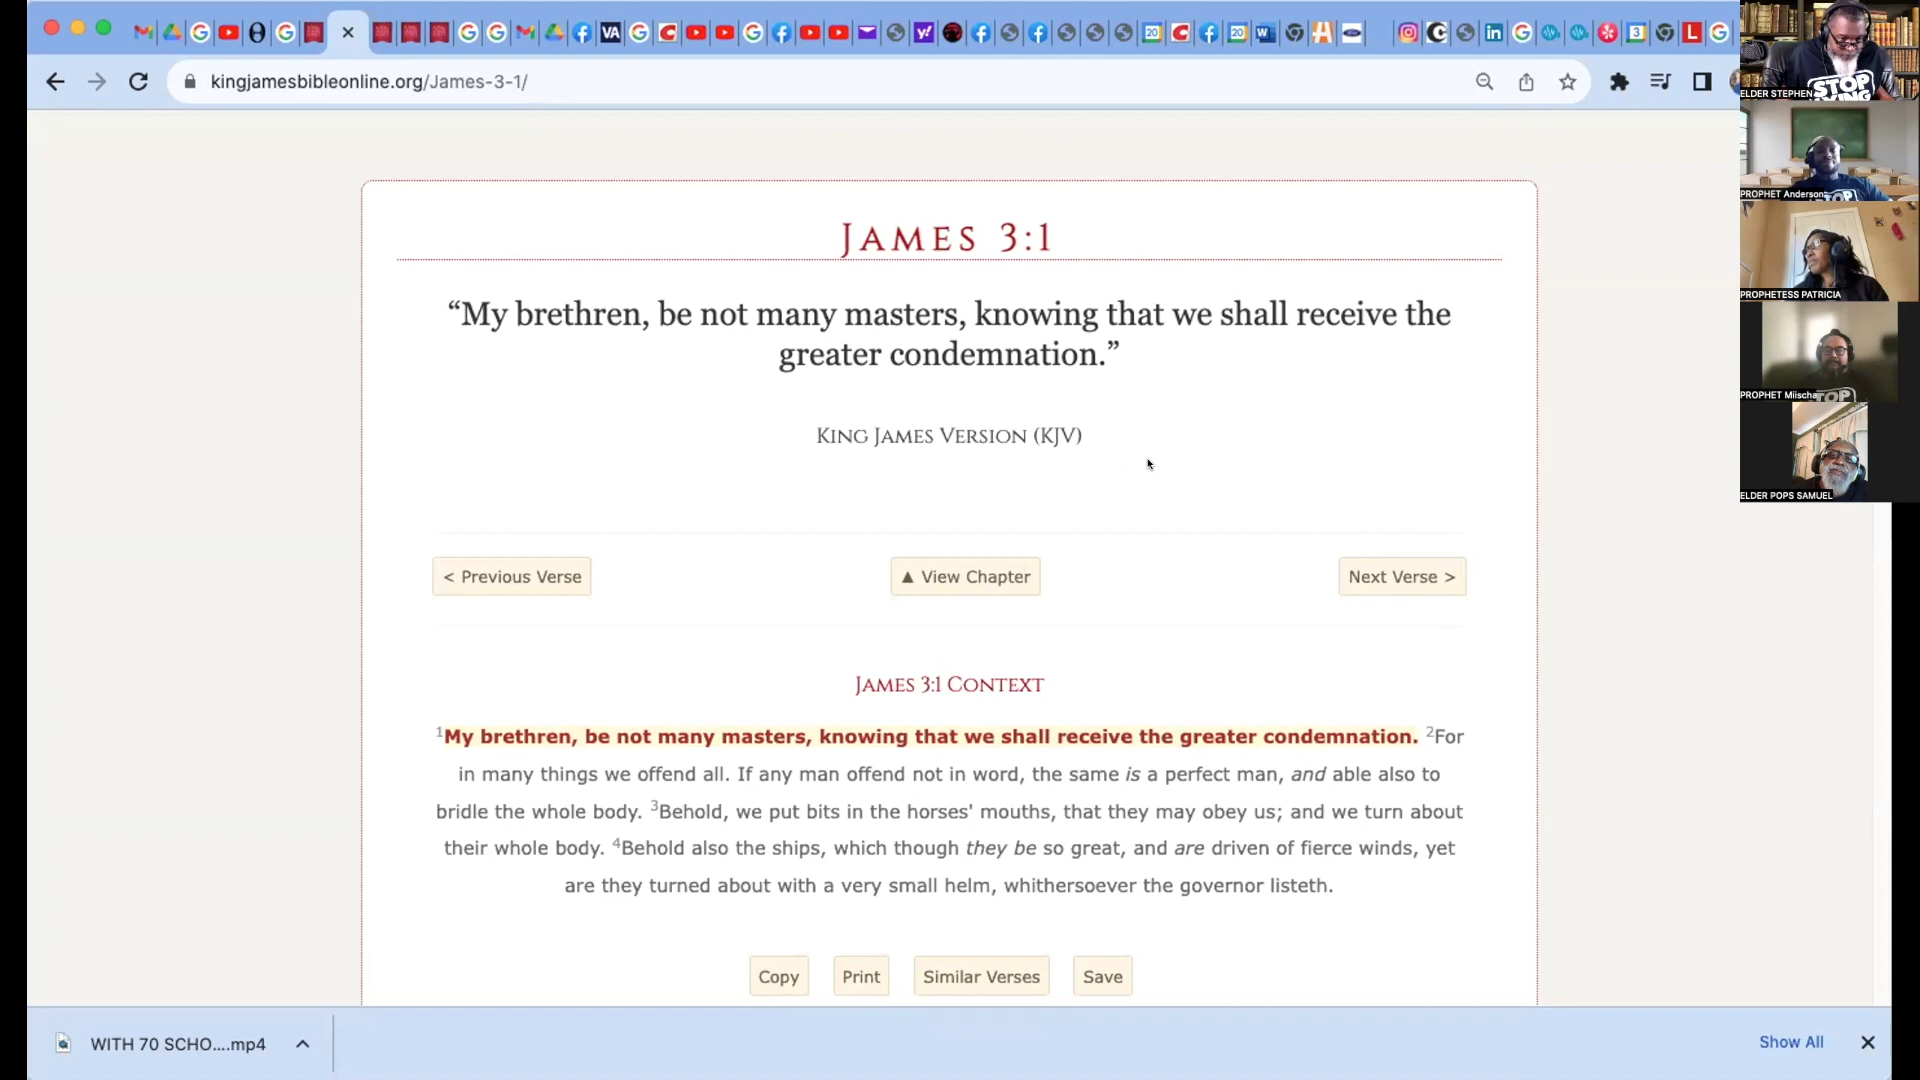 kingjamesbibleonline.org/James-3-1/
JAMES 3:1
“My brethren, be not many masters, knowing that we shall receive the
greater condemnation.”
KING JAMES VERSION (KJV)
< Previous Verse
▲ View Chapter
Next Verse >
JAMES 3:1 CONTEXT
1My brethren, be not many masters, knowing that we shall receive the greater condemnation. 2For
in many things we offend all. If any man offend not in word, the same is a perfect man, and able also to
bridle the whole body. 3Behold, we put bits in the horses' mouths, that they may obey us; and we turn about
their whole body. 4Behold also the ships, which though they be so great, and are driven of fierce winds, yet
are they turned about with a very small helm, whithersoever the governor listeth.
Copy
Print
Similar Verses
Save
WITH 70 SCHO....mp4
Show All
ELDER STEPHEN
STOP
PROPHET Anderson
PROPHETESS PATRICIA
PROPHET Miischa
TOP
ELDER POPS SAMUEL